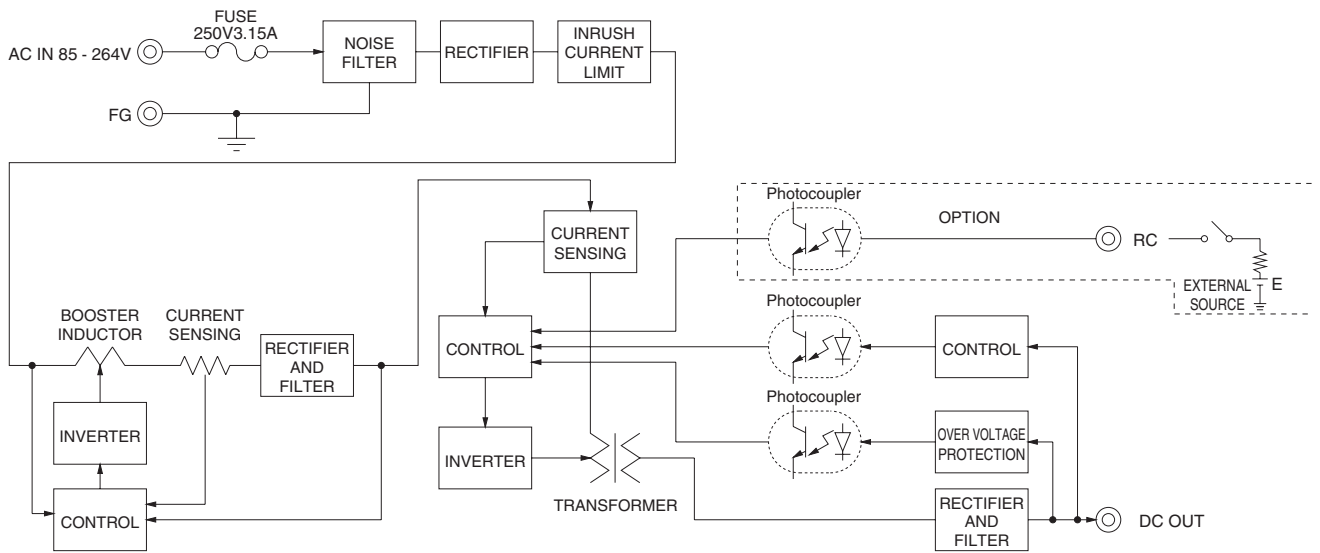 FUSE
250V3.15A
AC IN 85 - 264V
NOISE
FILTER
RECTIFIER
INRUSH
CURRENT
LIMIT
FG
Photocoupler
OPTION
RC
E
EXTERNAL
SOURCE
CURRENT
SENSING
BOOSTER
INDUCTOR
CURRENT
SENSING
RECTIFIER
AND
FILTER
CONTROL
Photocoupler
CONTROL
INVERTER
INVERTER
Photocoupler
OVER VOLTAGE
PROTECTION
TRANSFORMER
CONTROL
RECTIFIER
AND
FILTER
DC OUT